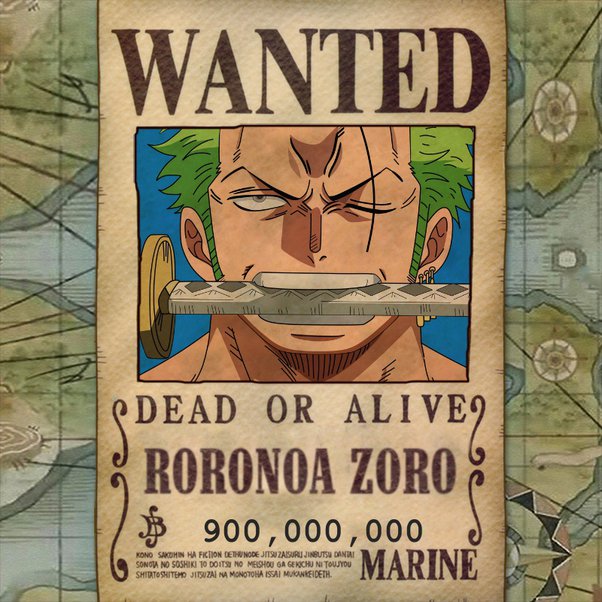 WANTED
DEAD OR ALIVE
RORONOA ZORO
900,000,000
KONO SAKUHIN HA FICTION DETHUNODE JITSUZAISURU JINBUTSU DANTAI
SONOTA NO SOSHIKI TO DOITSU NO MEISHOU GA GEKICHU NI TOUJYOU
SHITATOSHITEMO JITSUZAI NA MONOTOHA ISSAI MUKANKEIDETH.
MARINE